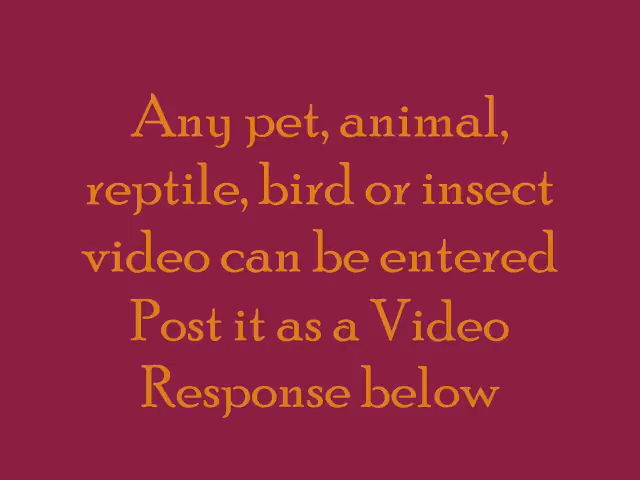 Any pet, animal,
reptile, bird or insect
video can be entered
Post it as a Video
Response below